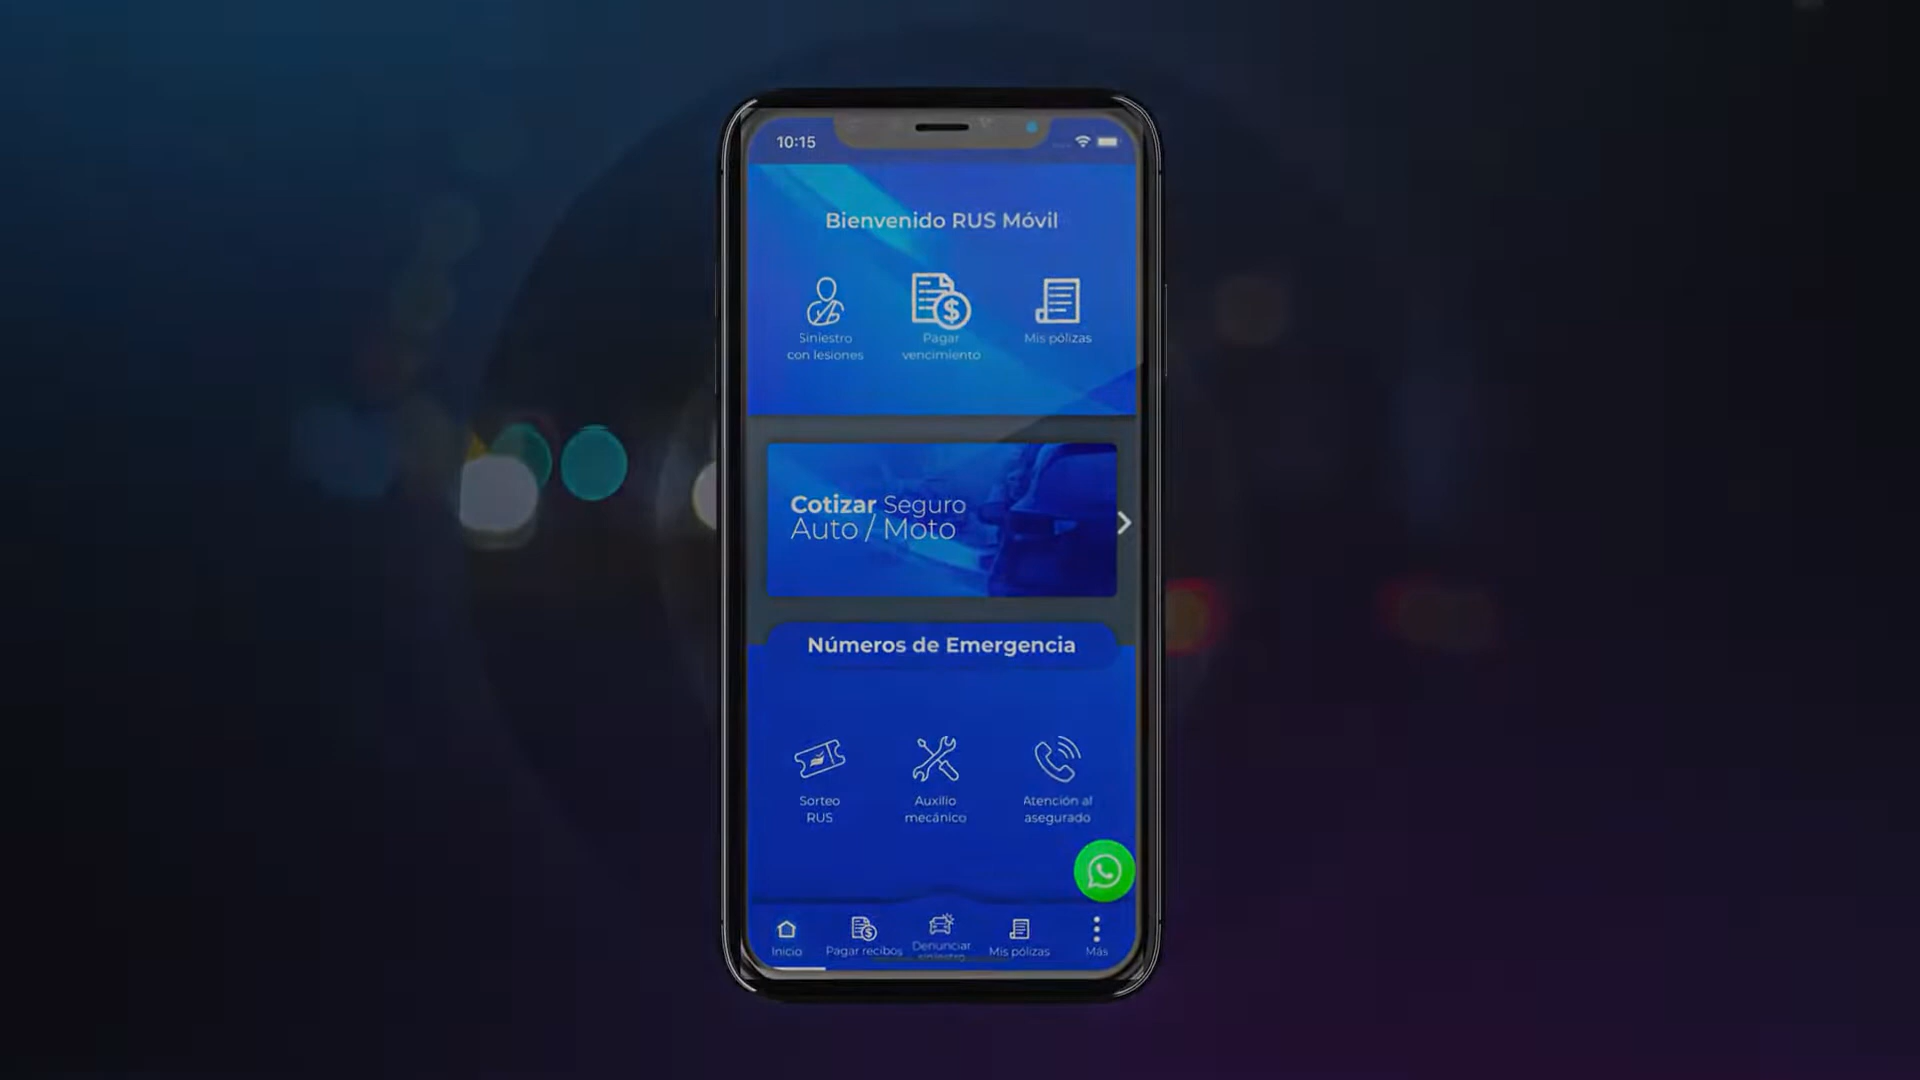 10:15
Bienvenido RUS Móvil
Siniestro
con lesiones
Pagar
vencimiento
Mis pólizas
Cotizar Seguro
Auto / Moto
Números de Emergencia
Sorteo
RUS
Auxilio
mecánico
Atención al
asegurado
Inicio
Pagar recibos
Denunciar
siniestro
Mis pólizas
Más